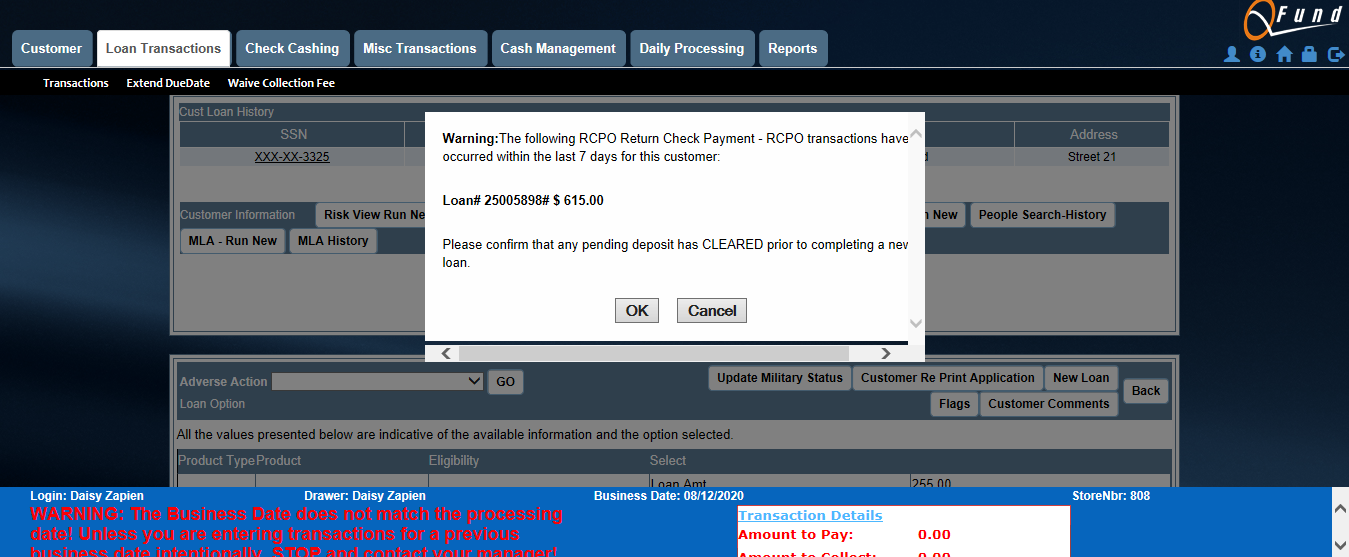 QFund
Customer
Loan Transactions
Check Cashing
Misc Transactions
Cash Management
Daily Processing
Reports
Transactions
Extend DueDate
Waive Collection Fee
Cust Loan History
SSN
Address
XXX-XX-3325
Street 21
Warning:The following RCPO Return Check Payment - RCPO transactions have
occurred within the last 7 days for this customer:
Loan# 25005898# $ 615.00
Please confirm that any pending deposit has CLEARED prior to completing a new
loan.
OK
Cancel
Customer Information
Risk View Run Ne
n New
People Search-History
MLA - Run New
MLA History
Adverse Action
GO
Update Military Status
Customer Re Print Application
New Loan
Back
Loan Option
Flags
Customer Comments
All the values presented below are indicative of the available information and the option selected.
Product Type
Product
Eligibility
Select
Loan Amt
255.00
Login: Daisy Zapien
Drawer: Daisy Zapien
Business Date: 08/12/2020
StoreNbr: 808
WARNING: The Business Date does not match the processing
date! Unless you are entering transactions for a previous
business date intentionally, STOP and contact your manager!
Transaction Details
Amount to Pay:
0.00
Amount to Collect:
0.00